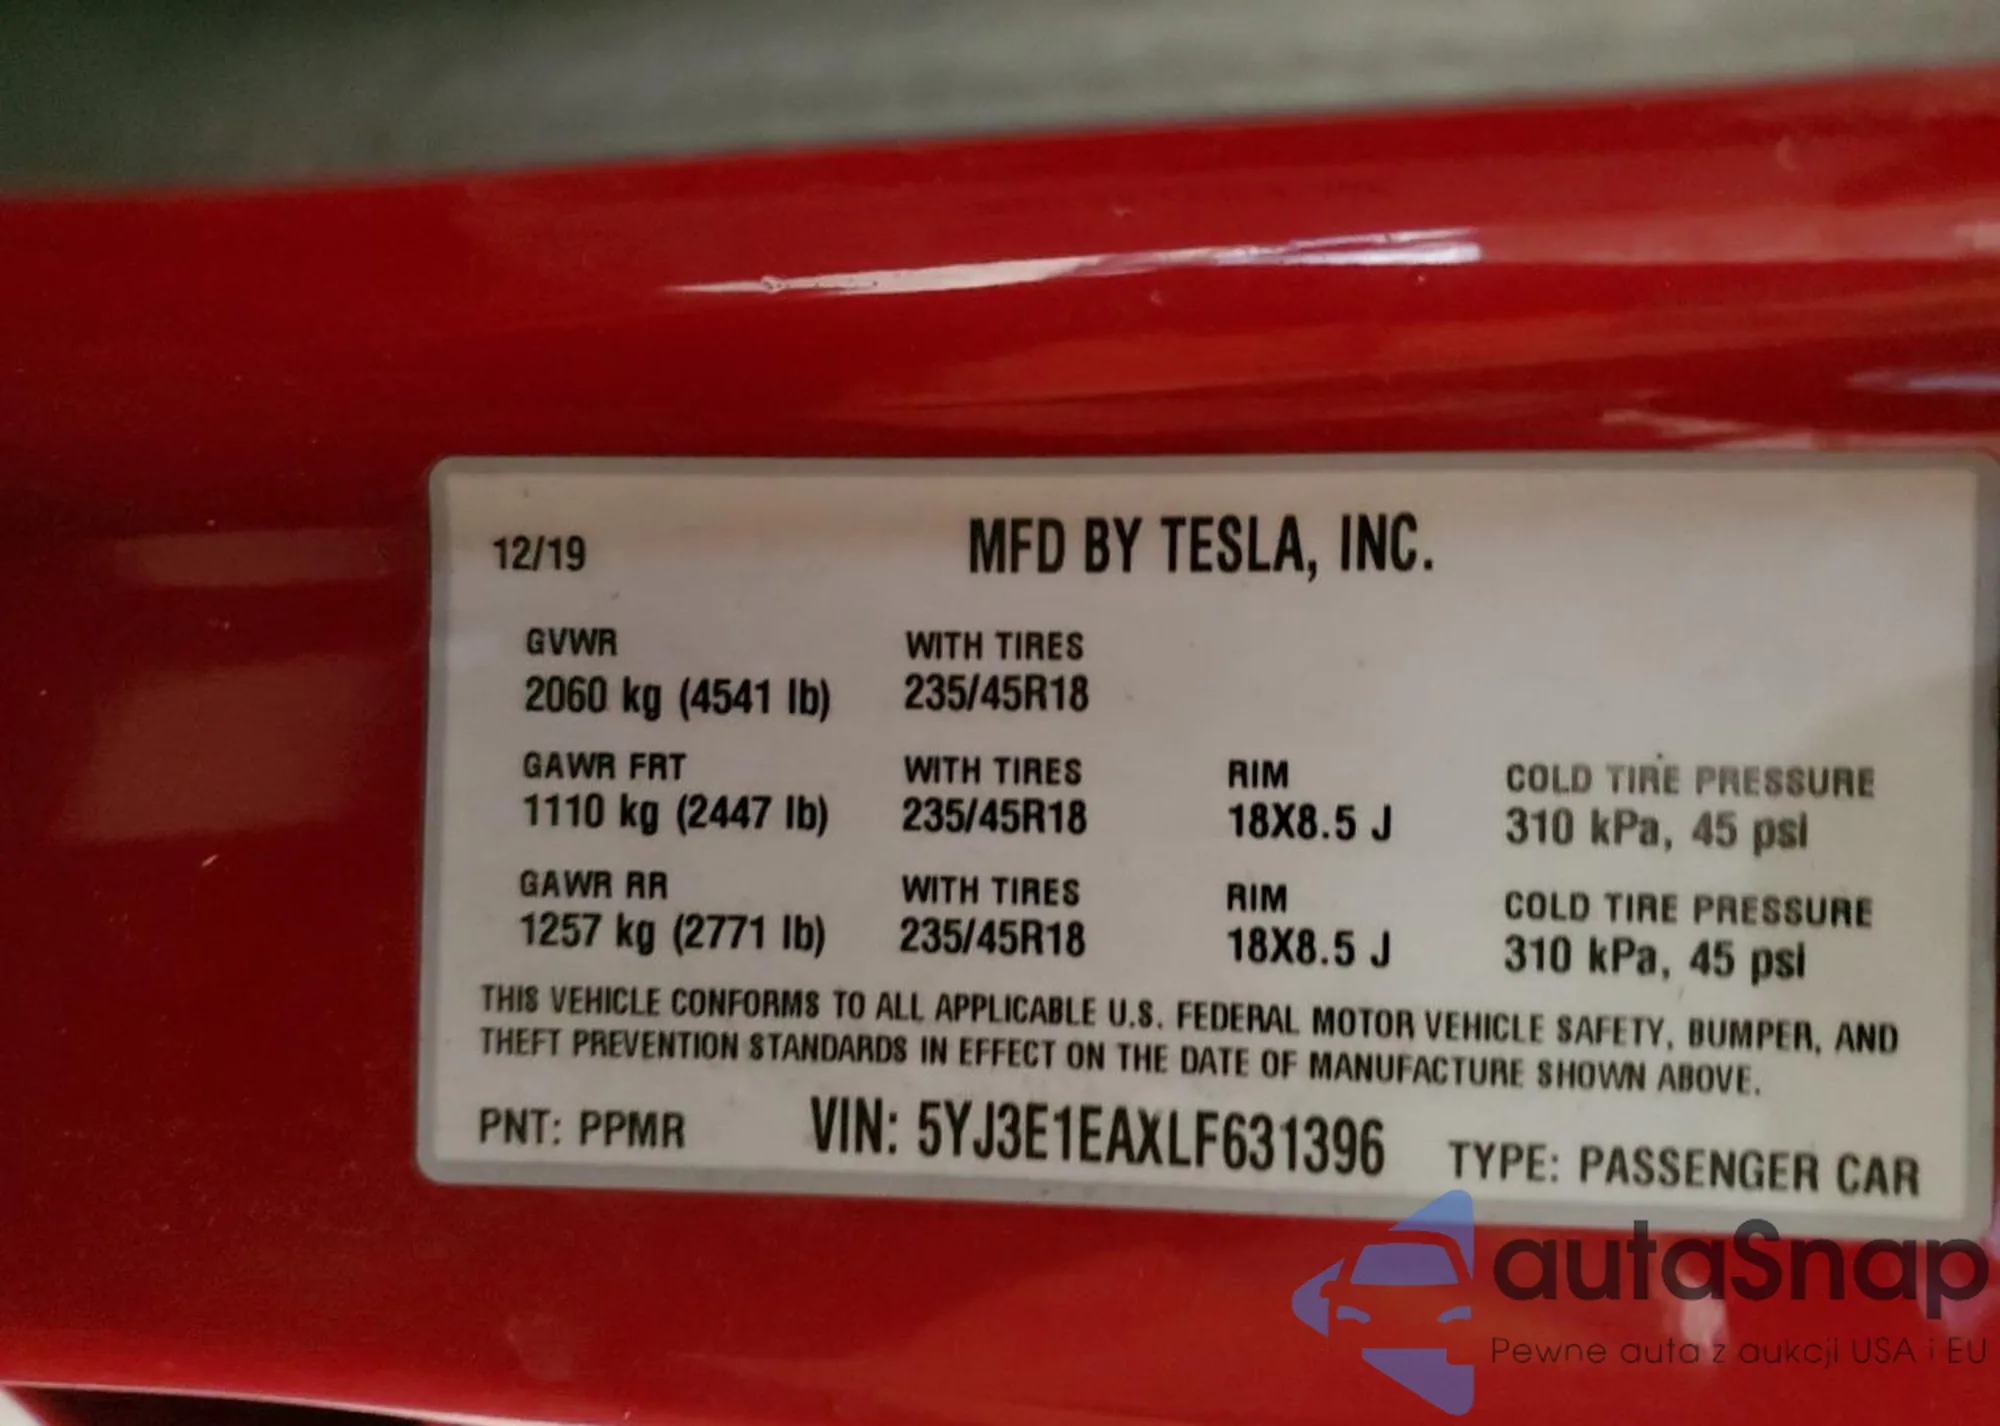 12/19 MFD BY TESLA, INC.
GVWR WITH TIRES
2060 kg (4541 lb) 235/45R18
GAWR FRT WITH TIRES RIM COLD TIRE PRESSURE
1110 kg (2447 lb) 235/45R18 18X8.5 J 310 kPa, 45 psi
GAWR RR WITH TIRES RIM COLD TIRE PRESSURE
1257 kg (2771 lb) 235/45R18 18X8.5 J 310 kPa, 45 psi
THIS VEHICLE CONFORMS TO ALL APPLICABLE U.S. FEDERAL MOTOR VEHICLE SAFETY, BUMPER, AND
THEFT PREVENTION STANDARDS IN EFFECT ON THE DATE OF MANUFACTURE SHOWN ABOVE.
PNT: PPMR VIN: 5YJ3E1EAXLF631396 TYPE: PASSENGER CAR
autaSnap
Pewne auta z aukcji USA i EU